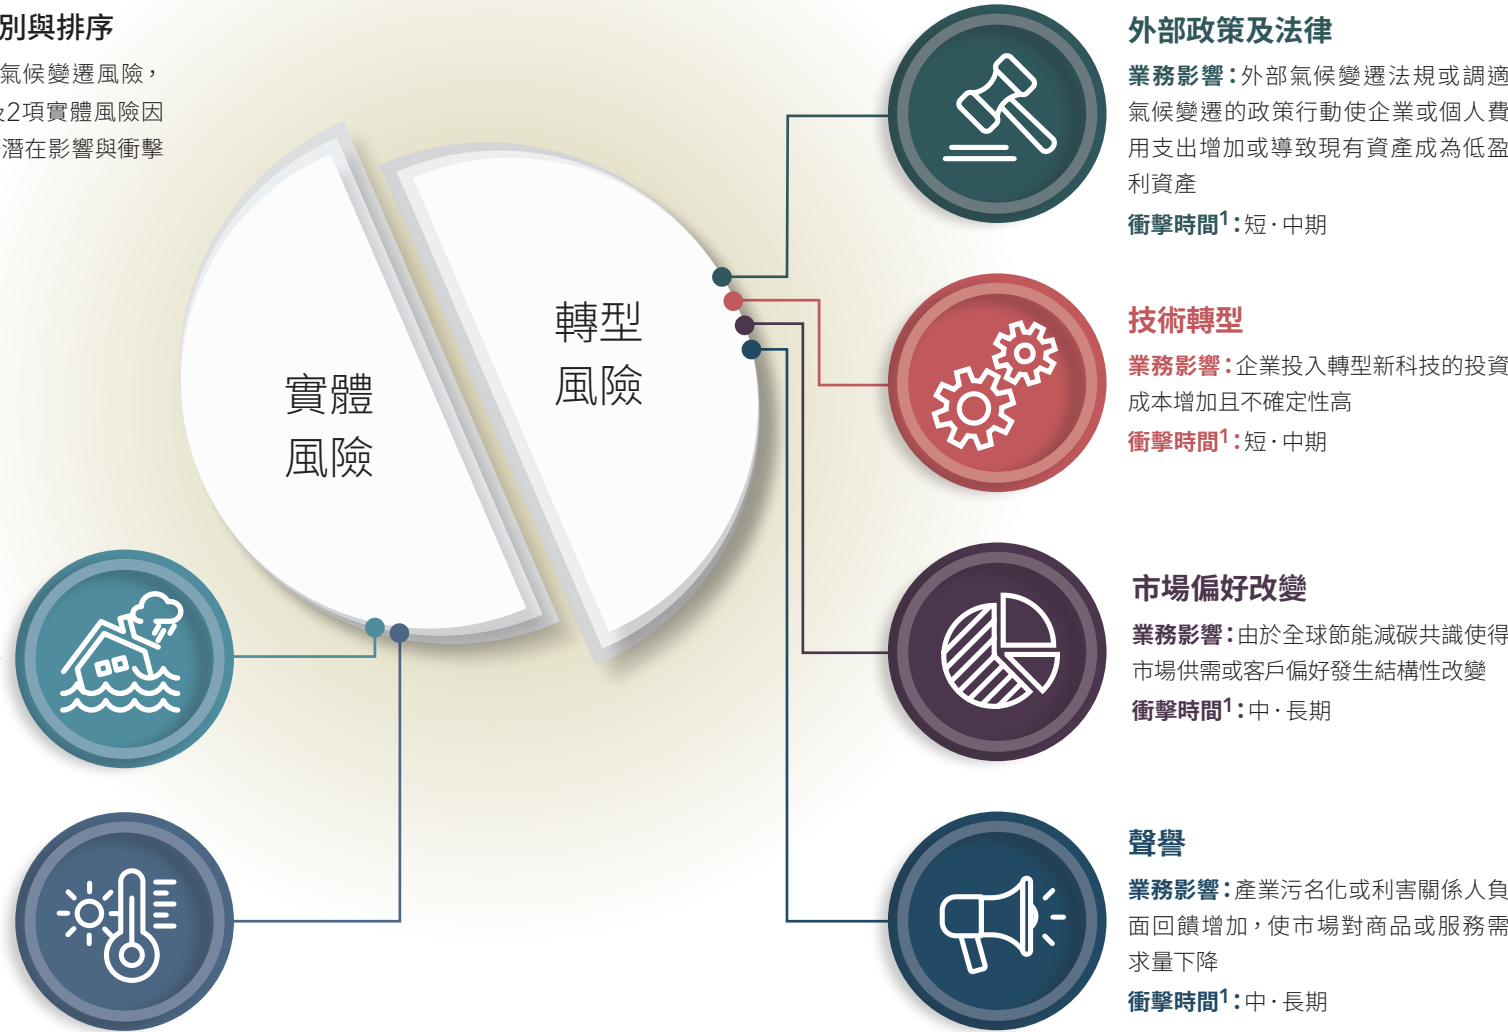 別與排序
氣候變遷風險，
及2項實體風險因
潛在影響與衝擊
實體
風險
轉型
風險
外部政策及法律
業務影響：外部氣候變遷法規或調適
氣候變遷的政策行動使企業或個人費
用支出增加或導致現有資產成為低盈
利資產
衝擊時間1：短·中期
技術轉型
業務影響：企業投入轉型新科技的投資
成本增加且不確定性高
衝擊時間1：短·中期
市場偏好改變
業務影響：由於全球節能減碳共識使得
市場供需或客戶偏好發生結構性改變
衝擊時間1：中·長期
聲譽
業務影響：產業污名化或利害關係人負
面回饋增加，使市場對商品或服務需
求量下降
衝擊時間1：中·長期